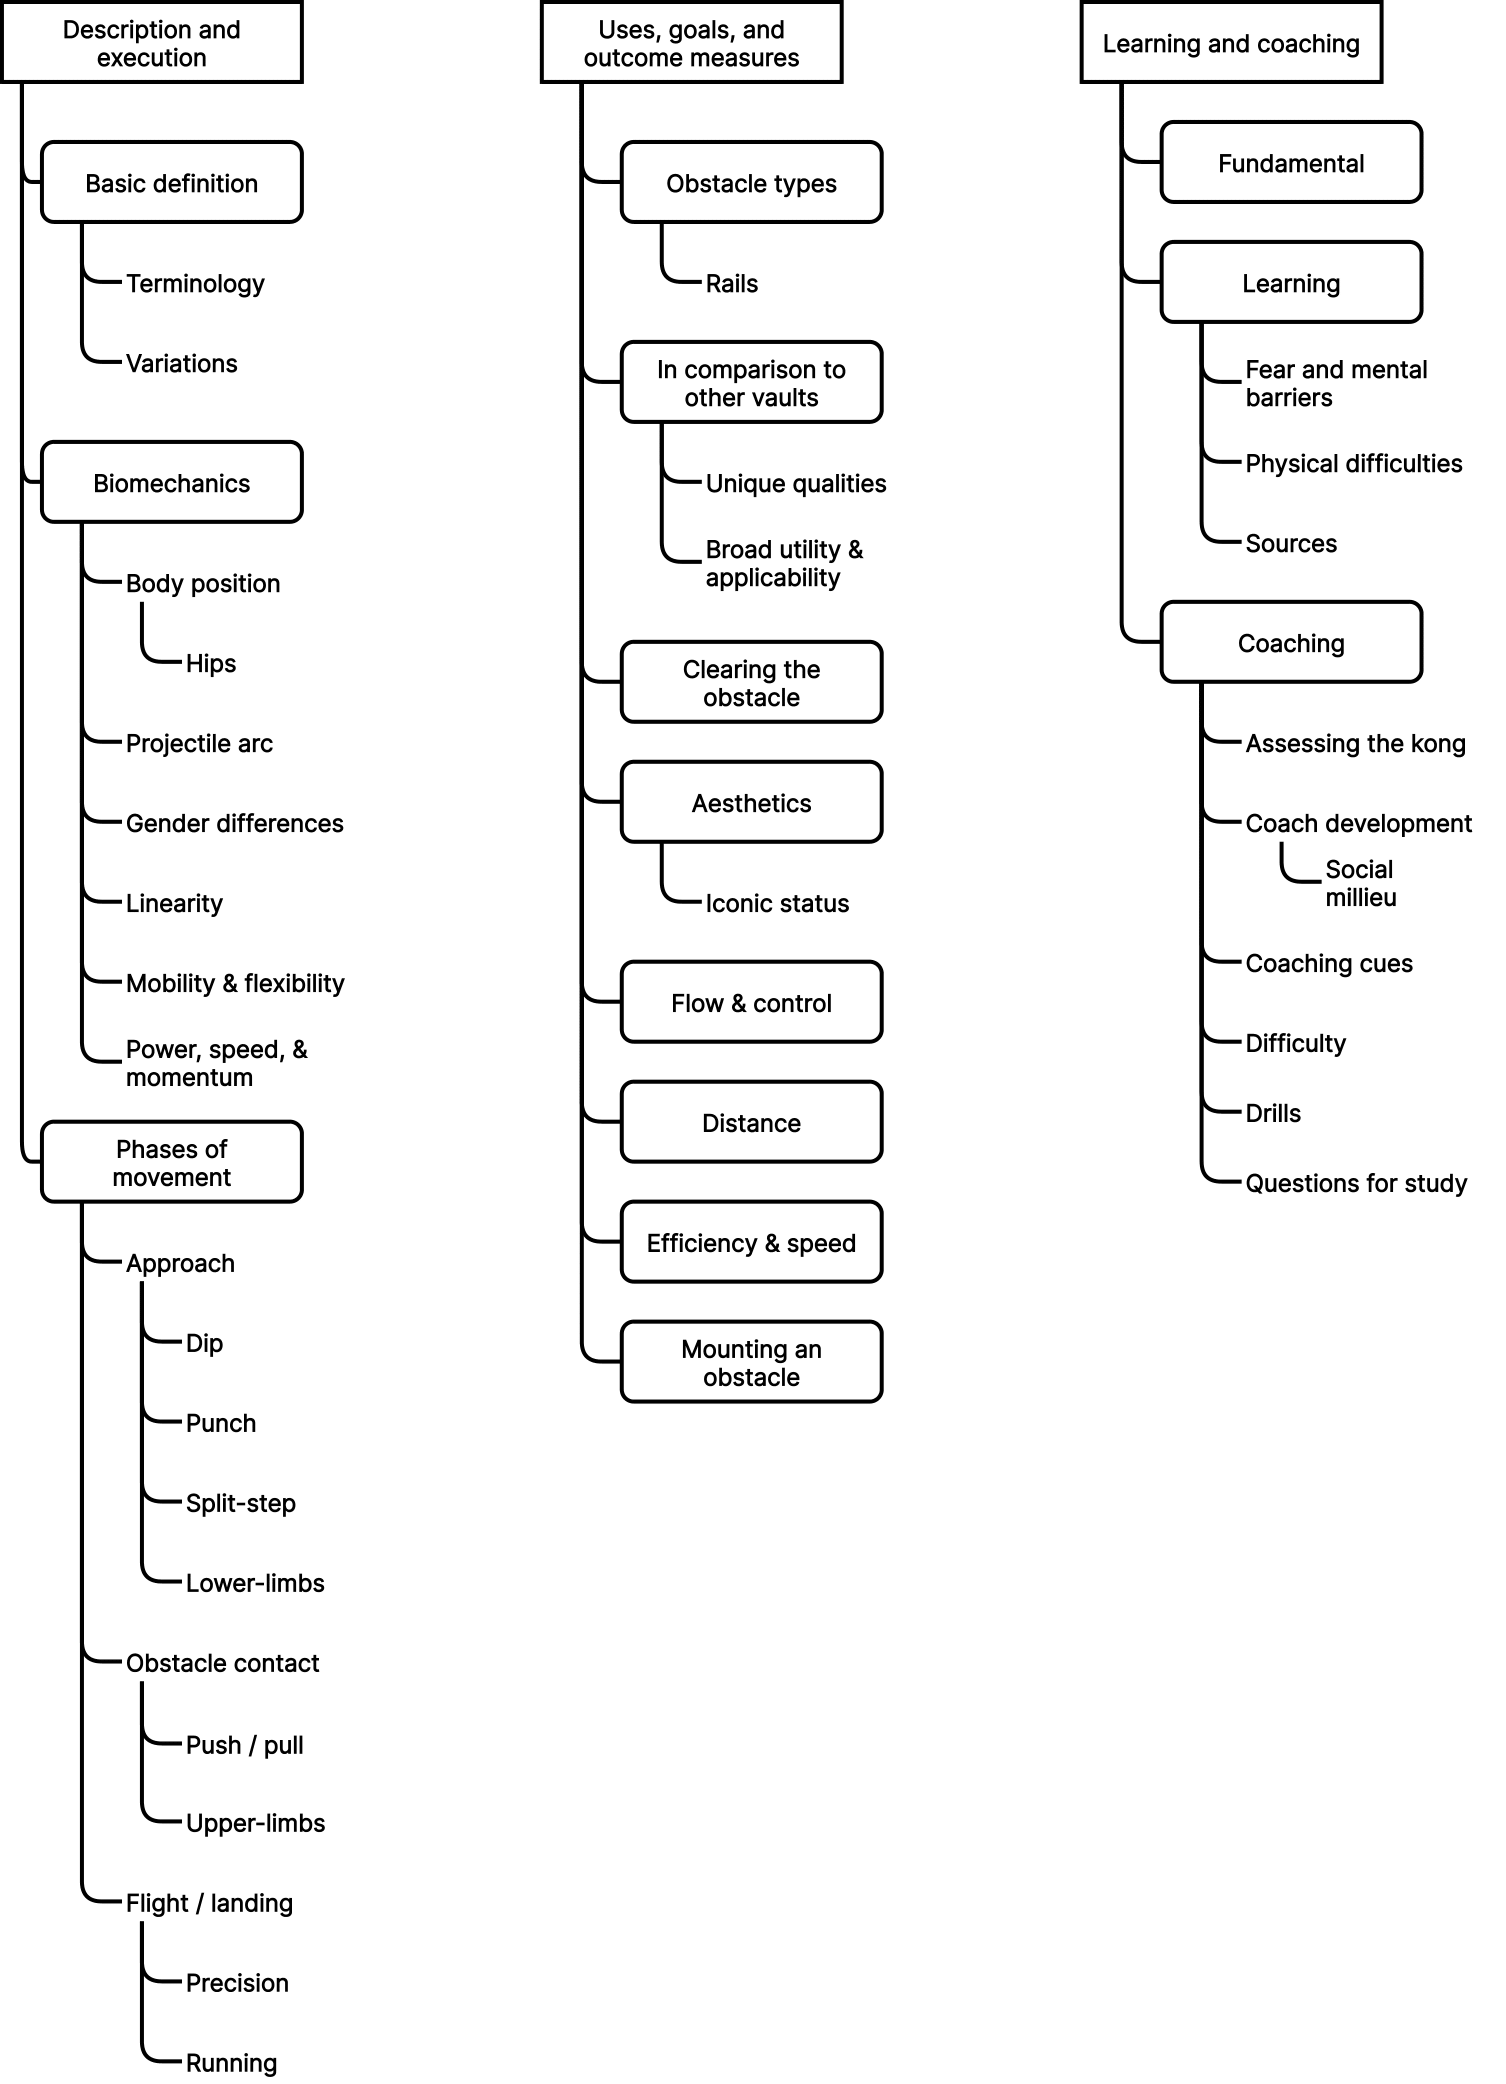 Description and
execution
Basic definition
Terminology
Variations
Biomechanics
Body position
Hips
Projectile arc
Gender differences
Linearity
Mobility & flexibility
Power, speed, &
momentum
Phases of
movement
Approach
Dip
Punch
Split-step
Lower-limbs
Obstacle contact
Push / pull
Upper-limbs
Flight / landing
Precision
Running
Uses, goals, and
outcome measures
Obstacle types
Rails
In comparison to
other vaults
Unique qualities
Broad utility &
applicability
Clearing the
obstacle
Aesthetics
Iconic status
Flow & control
Distance
Efficiency & speed
Mounting an
obstacle
Learning and coaching
Fundamental
Learning
Fear and mental
barriers
Physical difficulties
Sources
Coaching
Assessing the kong
Coach development
Social
millieu
Coaching cues
Difficulty
Drills
Questions for study